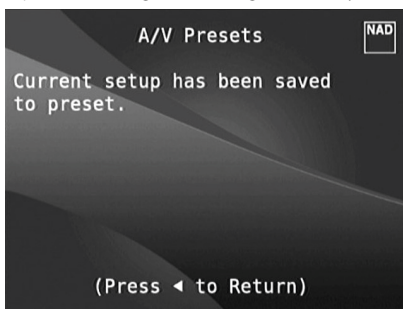 A/V Presets
NAD
Current setup has been saved
to preset.
(Press ◄ to Return)